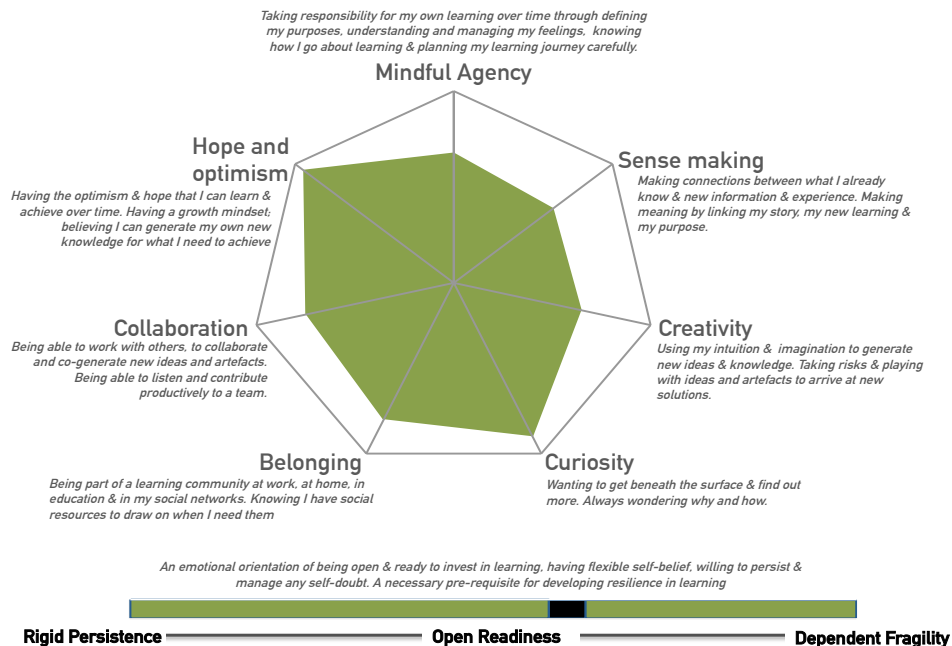 Taking responsibility for my own learning over time through defining
my purposes, understanding and managing my feelings, knowing
how I go about learning & planning my learning journey carefully.
Mindful Agency
Hope and
optimism
Having the optimism & hope that I can learn &
achieve over time. Having a growth mindset;
believing I can generate my own new
knowledge for what I need to achieve
Sense making
Making connections between what I already
know & new information & experience. Making
meaning by linking my story, my new learning &
my purpose.
Collaboration
Being able to work with others, to collaborate
and co-generate new ideas and artefacts.
Being able to listen and contribute
productively to a team.
Creativity
Using my intuition & imagination to generate
new ideas & knowledge. Taking risks & playing
with ideas and artefacts to arrive at new
solutions.
Belonging
Being part of a learning community at work, at home, in
education & in my social networks. Knowing I have social
resources to draw on when I need them
Curiosity
Wanting to get beneath the surface & find out
more. Always wondering why and how.
An emotional orientation of being open & ready to invest in learning, having flexible self-belief, willing to persist &
manage any self-doubt. A necessary pre-requisite for developing resilience in learning
Rigid Persistence
Open Readiness
Dependent Fragility